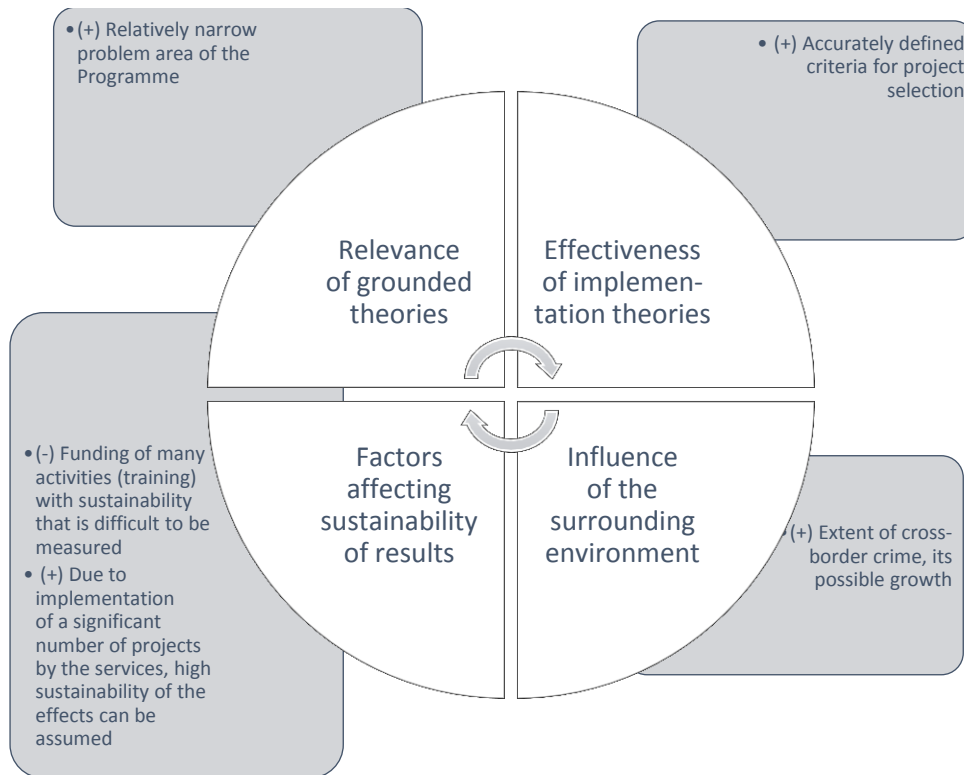 •(+) Relatively narrow
problem area of the
Programme
• (+) Accurately defined
criteria for project
selection
Relevance
of grounded
theories
Effectiveness
of implemen-
tation theories
•(-) Funding of many
activities (training)
with sustainability
that is difficult to be
measured
• (+) Due to
implementation
of a significant
number of projects
by the services, high
sustainability of the
effects can be
assumed
Factors
affecting
sustainability
of results
Influence
of the
surrounding
environment
•(+) Extent of cross-
border crime, its
possible growth